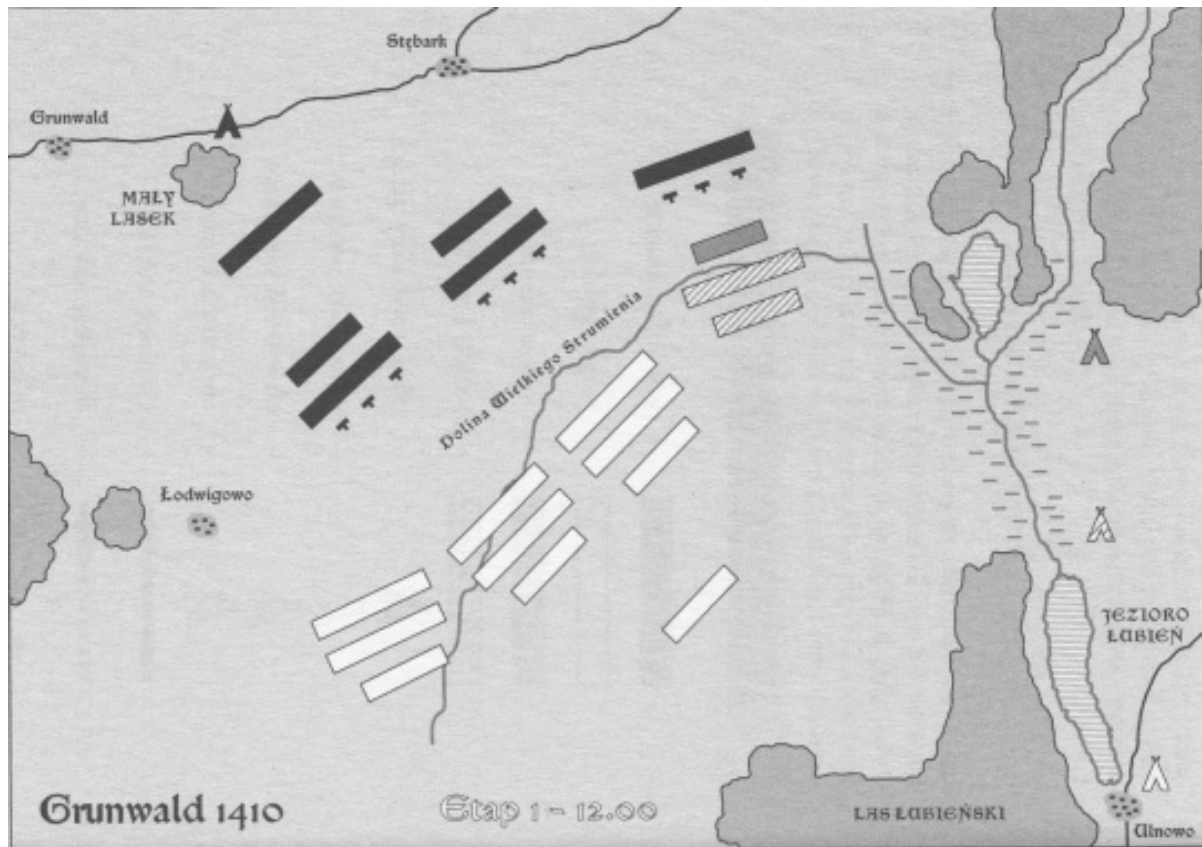 Stębark
Grunwald
MAŁY
LASEK
Dolina Wielkiego Strumienia
Łodwigowo
JEZIORO
ŁUBIEŃ
Grunwald 1410
Etap 1 - 12.00
LAS ŁUBIEŃSKI
Ulnowo